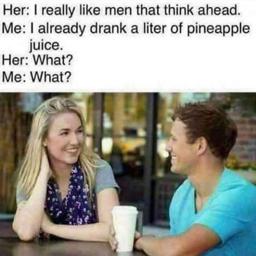 Her: I really like men that think ahead.
Me: I already drank a liter of pineapple
juice.
Her: What?
Me: What?